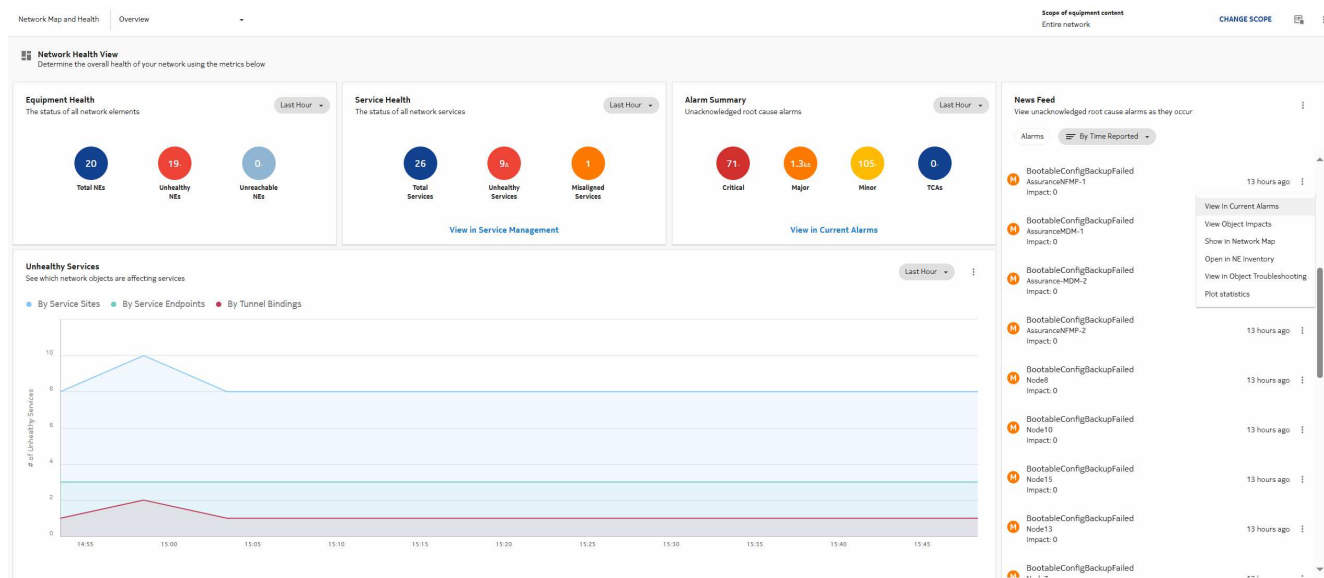 Network Map and Health
Overview
Scope of equipment content
Entire network
CHANGE SCOPE
Network Health View
Determine the overall health of your network using the metrics below
Equipment Health
The status of all network elements
Last Hour
20
19
0
Total NEs
Unhealthy NEs
Unreachable NEs
Service Health
The status of all network services
Last Hour
26
9
1
Total Services
Unhealthy Services
Misaligned Services
View in Service Management
Alarm Summary
Unacknowledged root cause alarms
Last Hour
71
1.3k
105
0
Critical
Major
Minor
TCAs
View in Current Alarms
Unhealthy Services
See which network objects are affecting services
Last Hour
By Service Sites
By Service Endpoints
By Tunnel Bindings
# of Unhealthy Services
10
8
6
4
2
0
14:55
15:00
15:05
15:10
15:15
15:20
15:25
15:30
15:35
15:40
15:45
News Feed
View unacknowledged root cause alarms as they occur
Alarms
By Time Reported
M
BootableConfigBackupFailed
AssuranceNFMP-1
13 hours ago
Impact: 0
View in Current Alarms
View Object Impacts
Show in Network Map
Open in NE Inventory
View in Object Troubleshooting
Plot statistics
M
BootableConfigBackupFailed
AssuranceMDM-1
Impact: 0
M
BootableConfigBackupFailed
Assurance-MDM-2
Impact: 0
M
BootableConfigBackupFailed
AssuranceNFMP-2
13 hours ago
Impact: 0
M
BootableConfigBackupFailed
Node8
13 hours ago
Impact: 0
M
BootableConfigBackupFailed
Node10
13 hours ago
Impact: 0
M
BootableConfigBackupFailed
Node15
13 hours ago
Impact: 0
M
BootableConfigBackupFailed
Node13
13 hours ago
Impact: 0
M
BootableConfigBackupFailed